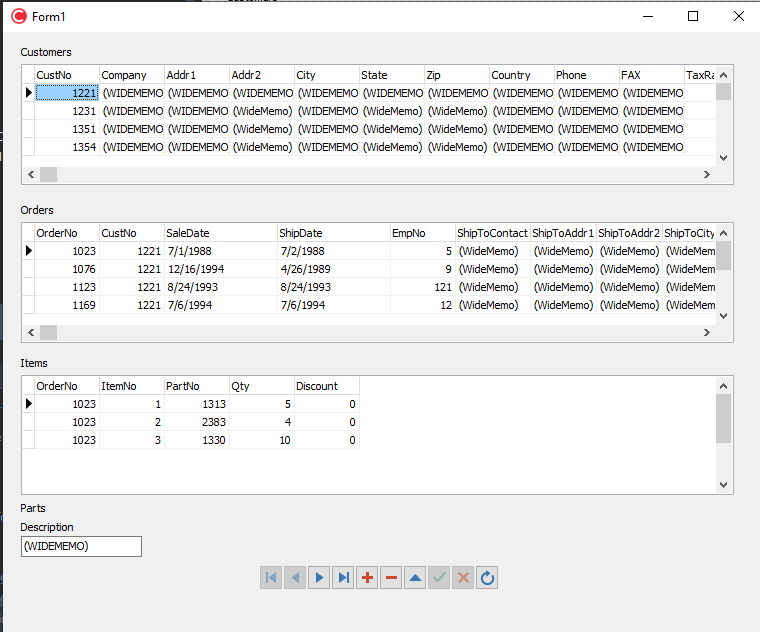 Form1
Customers
CustNo Company Addr1 Addr2 City State Zip Country Phone FAX TaxRa
1221 (WIDEMEMO (WIDEMEMO (WIDEMEMO (WIDEMEMO (WIDEMEMO (WIDEMEMO (WIDEMEMO (WIDEMEMO (WIDEMEMO
1231 (WIDEMEMO (WIDEMEMO (WideMemo) (WIDEMEMO (WideMemo) (WideMemo) (WIDEMEMO (WIDEMEMO (WIDEMEMO
1351 (WIDEMEMO (WIDEMEMO (WideMemo) (WIDEMEMO (WideMemo) (WideMemo) (WIDEMEMO (WIDEMEMO (WIDEMEMO
1354 (WIDEMEMO (WIDEMEMO (WideMemo) (WIDEMEMO (WideMemo) (WideMemo) (WIDEMEMO (WIDEMEMO (WIDEMEMO
Orders
OrderNo CustNo SaleDate ShipDate EmpNo ShipToContact ShipToAddr1 ShipToAddr2 ShipToCity
1023 1221 7/1/1988 7/2/1988 5 (WideMemo) (WideMemo) (WideMemo) (WideMem
1076 1221 12/16/1994 4/26/1989 9 (WideMemo) (WideMemo) (WideMemo) (WideMem
1123 1221 8/24/1993 8/24/1993 121 (WideMemo) (WideMemo) (WideMemo) (WideMem
1169 1221 7/6/1994 7/6/1994 12 (WideMemo) (WideMemo) (WideMemo) (WideMem
Items
OrderNo ItemNo PartNo Qty Discount
1023 1 1313 5 0
1023 2 2383 4 0
1023 3 1330 10 0
Parts
Description
(WIDEMEMO)